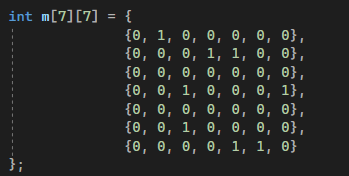 int m[7][7] = {
{0, 1, 0, 0, 0, 0, 0},
{0, 0, 0, 1, 1, 0, 0},
{0, 0, 0, 0, 0, 0, 0},
{0, 0, 1, 0, 0, 0, 1},
{0, 0, 0, 0, 0, 0, 0},
{0, 0, 1, 0, 0, 0, 0},
{0, 0, 0, 0, 1, 1, 0}
};